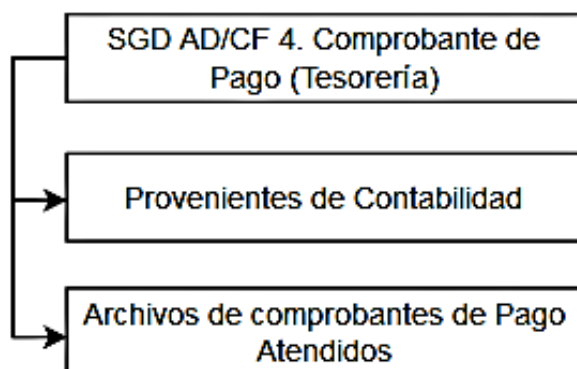 SGD AD/CF 4. Comprobante de
Pago (Tesorería)
Provenientes de Contabilidad
Archivos de comprobantes de Pago
Atendidos